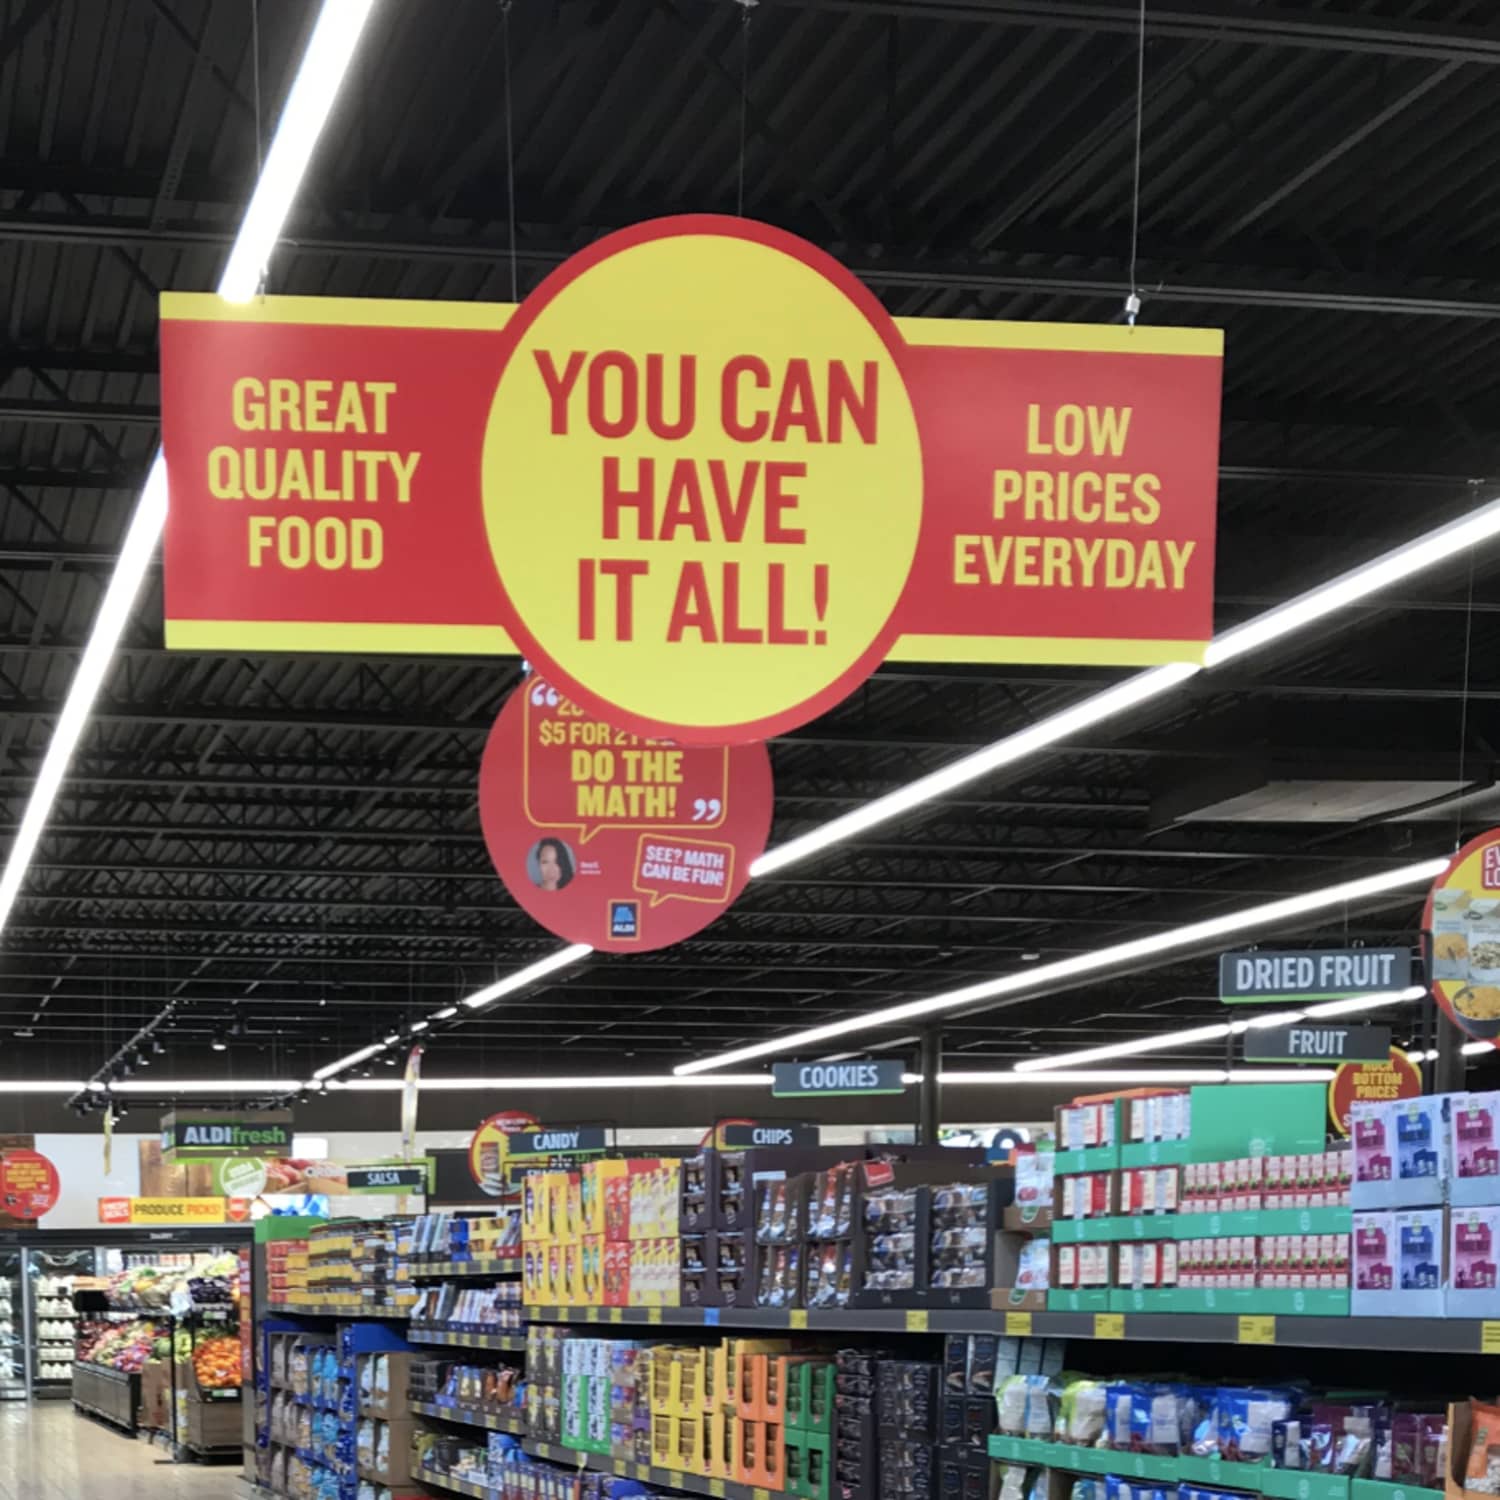 GREAT
QUALITY
FOOD
YOU CAN
HAVE
IT ALL!
LOW
PRICES
EVERYDAY
$5 FOR
DO THE
MATH!
SEE? MATH
CAN BE FUN!
ALDI
DRIED FRUIT
FRUIT
BOTTOM
PRICES
COOKIES
CHIPS
CANDY
ALDIfresh
SALSA
PRODUCE PICKS!